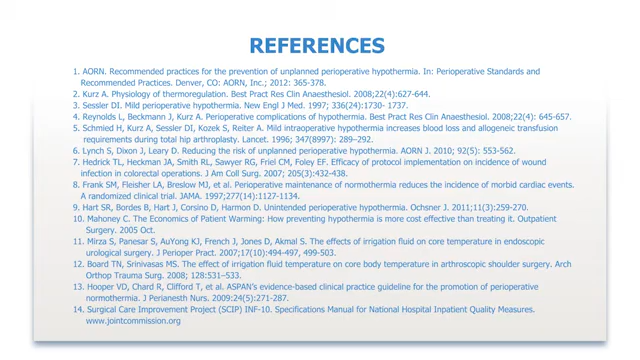 REFERENCES
1. AORN. Recommended practices for the prevention of unplanned perioperative hypothermia. In: Perioperative Standards and
Recommended Practices. Denver, CO: AORN, Inc.; 2012: 365-378.
2. Kurz A. Physiology of thermoregulation. Best Pract Res Clin Anaesthesiol. 2008;22(4):627-644.
3. Sessler DI. Mild perioperative hypothermia. New Engl J Med. 1997; 336(24):1730- 1737.
4. Reynolds L, Beckmann J, Kurz A. Perioperative complications of hypothermia. Best Pract Res Clin Anaesthesiol. 2008;22(4): 645-657.
5. Schmied H, Kurz A, Sessler DI, Kozek S, Reiter A. Mild intraoperative hypothermia increases blood loss and allogeneic transfusion
requirements during total hip arthroplasty. Lancet. 1996; 347(8997): 289–292.
6. Lynch S, Dixon J, Leary D. Reducing the risk of unplanned perioperative hypothermia. AORN J. 2010; 92(5): 553-562.
7. Hedrick TL, Heckman JA, Smith RL, Sawyer RG, Friel CM, Foley EF. Efficacy of protocol implementation on incidence of wound
infection in colorectal operations. J Am Coll Surg. 2007; 205(3):432-438.
8. Frank SM, Fleisher LA, Breslow MJ, et al. Perioperative maintenance of normothermia reduces the incidence of morbid cardiac events.
A randomized clinical trial. JAMA. 1997;277(14):1127-1134.
9. Hart SR, Bordes B, Hart J, Corsino D, Harmon D. Unintended perioperative hypothermia. Ochsner J. 2011;11(3):259-270.
10. Mahoney C. The Economics of Patient Warming: How preventing hypothermia is more cost effective than treating it. Outpatient
Surgery. 2005 Oct.
11. Mirza S, Panesar S, AuYong KJ, French J, Jones D, Akmal S. The effects of irrigation fluid on core temperature in endoscopic
urological surgery. J Perioper Pract. 2007;17(10):494-497, 499-503.
12. Board TN, Srinivasas MS. The effect of irrigation fluid temperature on core body temperature in arthroscopic shoulder surgery. Arch
Orthop Trauma Surg. 2008; 128:531–533.
13. Hooper VD, Chard R, Clifford T, et al. ASPAN's evidence-based clinical practice guideline for the promotion of perioperative
normothermia. J Perianesth Nurs. 2009:24(5):271-287.
14. Surgical Care Improvement Project (SCIP) INF-10. Specifications Manual for National Hospital Inpatient Quality Measures.
www.jointcommission.org